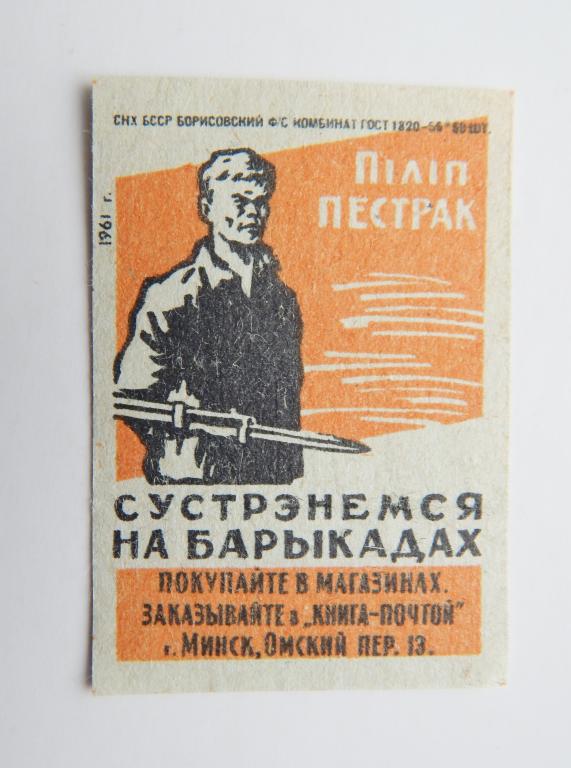 СНХ БССР БОРИСОВСКИЙ Ф/С КОМБИНАТ ГОСТ 1820-56 * 60 ШТ.
1961 г.
Піліп
ПЕСТРАК
СУСТРЭНЕМСЯ
НА БАРЫКАДАХ
ПОКУПАЙТЕ В МАГАЗИНАХ.
ЗАКАЗЫВАЙТЕ в „КНИГА-ПОЧТОЙ"
г. МИНСК, ОМСКИЙ ПЕР. 13.